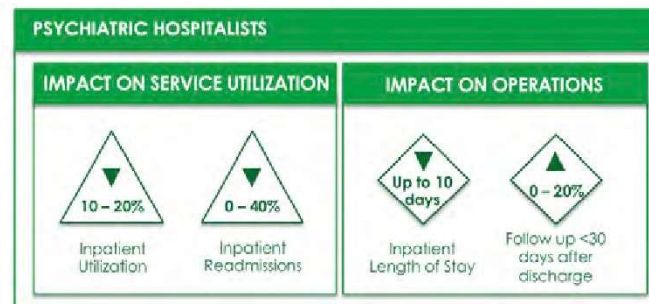 PSYCHIATRIC HOSPITALISTS
IMPACT ON SERVICE UTILIZATION
10 – 20%
Inpatient
Utilization
0 – 40%
Inpatient
Readmissions
IMPACT ON OPERATIONS
Up to 10
days
Inpatient
Length of Stay
0 – 20%
Follow up <30
days after
discharge